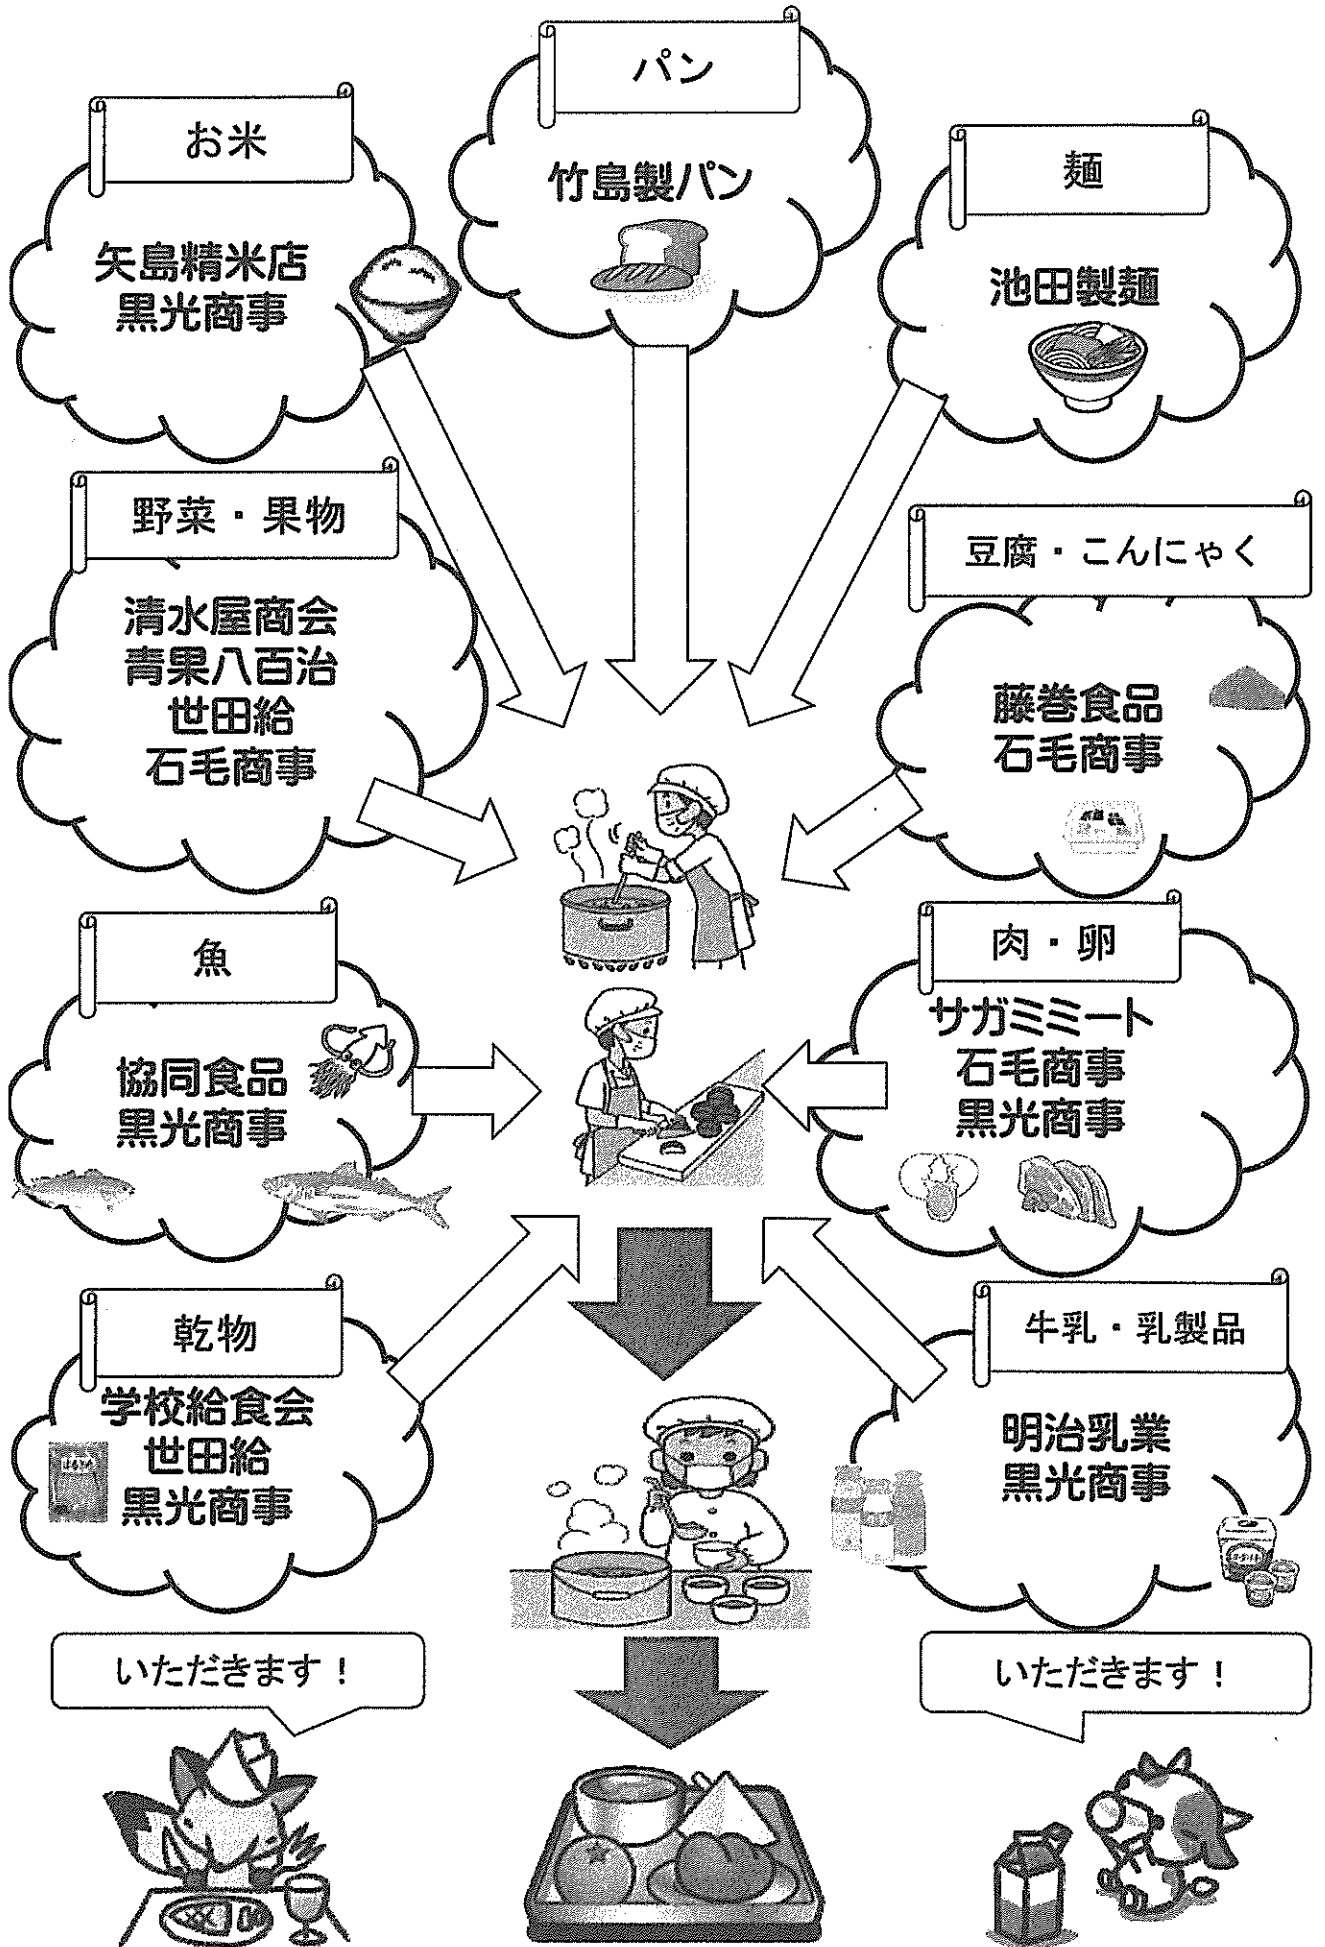 パン
竹島製パン
お米
矢島精米店
黒光商事
麺
池田製麺
野菜・果物
清水屋商会
青果八百治
世田給
石毛商事
豆腐・こんにゃく
藤巻食品
石毛商事
魚
協同食品
黒光商事
肉・卵
サガミミート
石毛商事
黒光商事
乾物
学校給食会
世田給
黒光商事
牛乳・乳製品
明治乳業
黒光商事
いただきます！
いただきます！